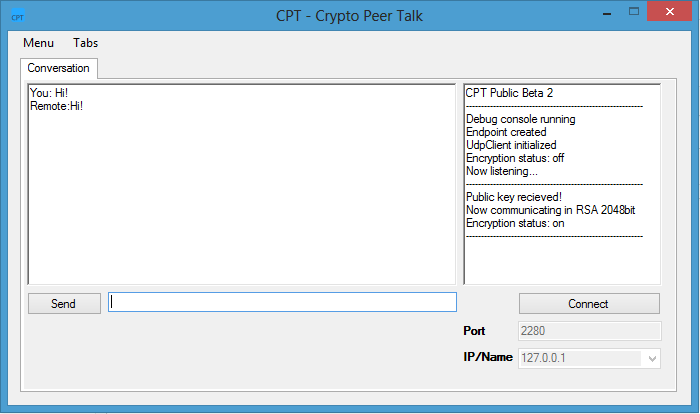 CPT
CPT - Crypto Peer Talk
Menu Tabs
Conversation
You: Hi!
Remote:Hi!
CPT Public Beta 2
----------------------------------------------------------
Debug console running
Endpoint created
UdpClient initialized
Encryption status: off
Now listening...
----------------------------------------------------------
Public key recieved!
Now communicating in RSA 2048bit
Encryption status: on
----------------------------------------------------------
Send
Connect
Port 2280
IP/Name 127.0.0.1